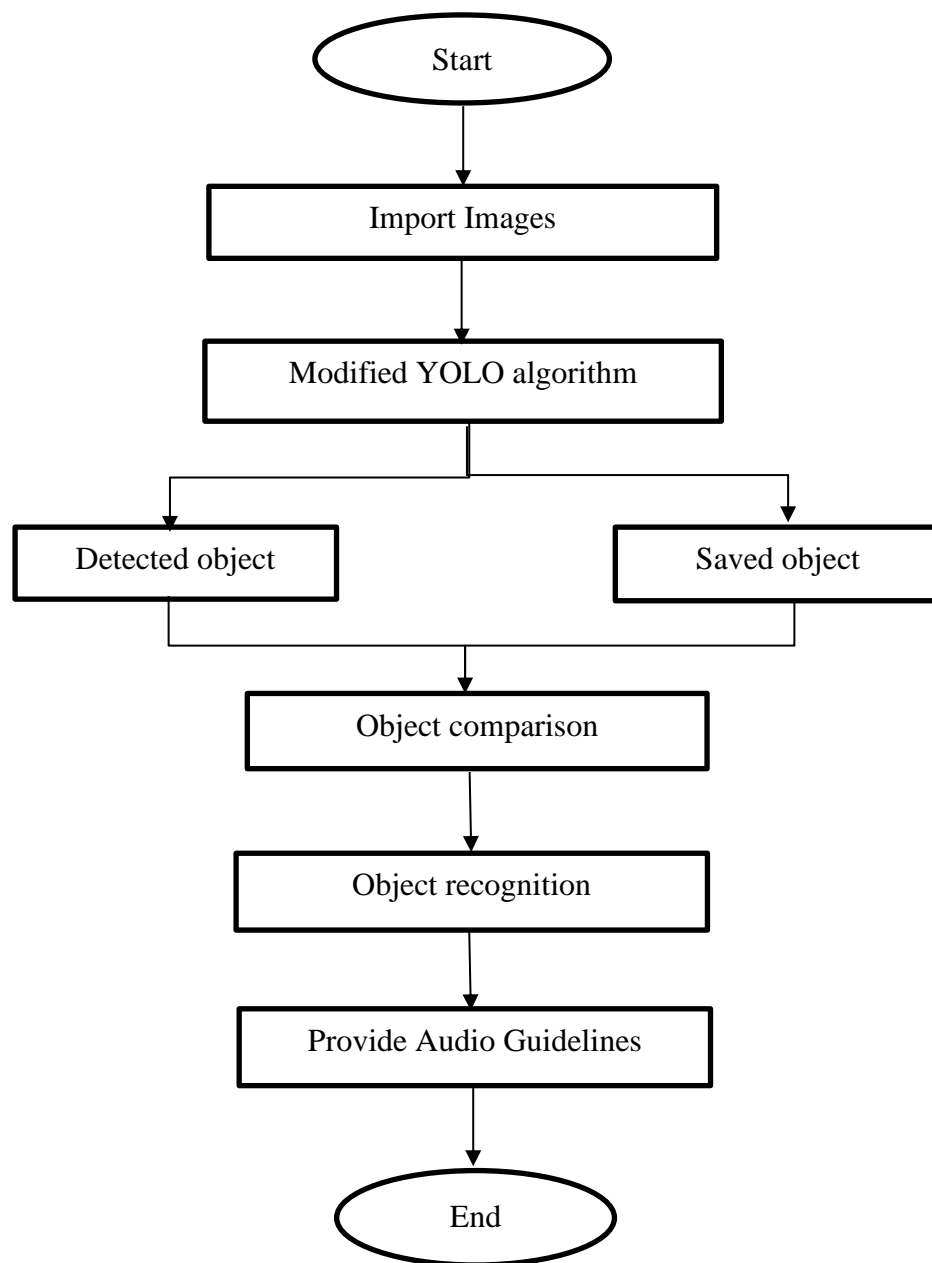 Start
Import Images
Modified YOLO algorithm
Detected object
Saved object
Object comparison
Object recognition
Provide Audio Guidelines
End